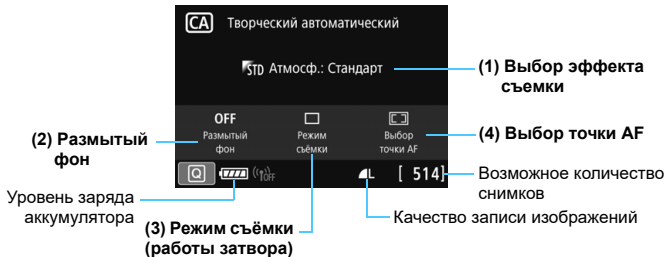 CA Творческий автоматический
STD Атмосф.: Стандарт
(1) Выбор эффекта
съемки
OFF
Размытый
фон
Режим
съёмки
Выбор
точки AF
(2) Размытый
фон
(4) Выбор точки AF
Q OFF L [ 514]
Возможное количество
снимков
Уровень заряда
аккумулятора
Качество записи изображений
(3) Режим съёмки
(работы затвора)